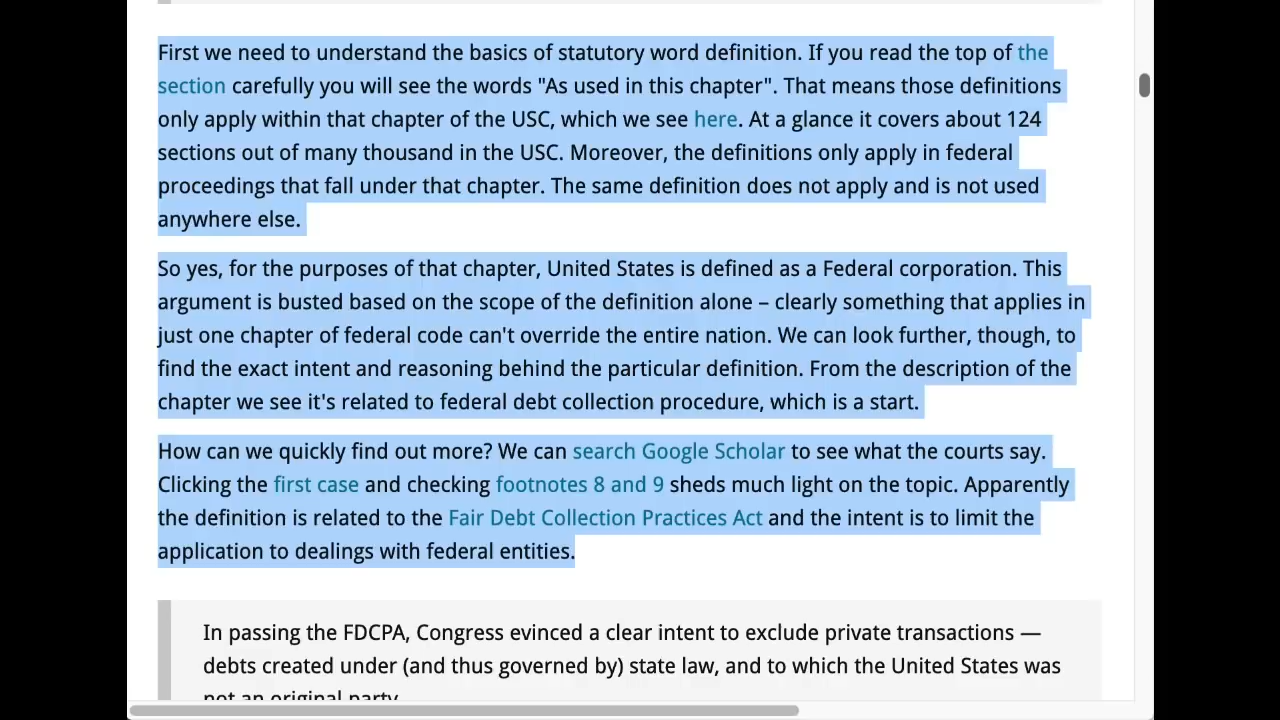 First we need to understand the basics of statutory word definition. If you read the top of the
section carefully you will see the words "As used in this chapter". That means those definitions
only apply within that chapter of the USC, which we see here. At a glance it covers about 124
sections out of many thousand in the USC. Moreover, the definitions only apply in federal
proceedings that fall under that chapter. The same definition does not apply and is not used
anywhere else.
So yes, for the purposes of that chapter, United States is defined as a Federal corporation. This
argument is busted based on the scope of the definition alone – clearly something that applies in
just one chapter of federal code can't override the entire nation. We can look further, though, to
find the exact intent and reasoning behind the particular definition. From the description of the
chapter we see it's related to federal debt collection procedure, which is a start.
How can we quickly find out more? We can search Google Scholar to see what the courts say.
Clicking the first case and checking footnotes 8 and 9 sheds much light on the topic. Apparently
the definition is related to the Fair Debt Collection Practices Act and the intent is to limit the
application to dealings with federal entities.
In passing the FDCPA, Congress evinced a clear intent to exclude private transactions —
debts created under (and thus governed by) state law, and to which the United States was
not an original party